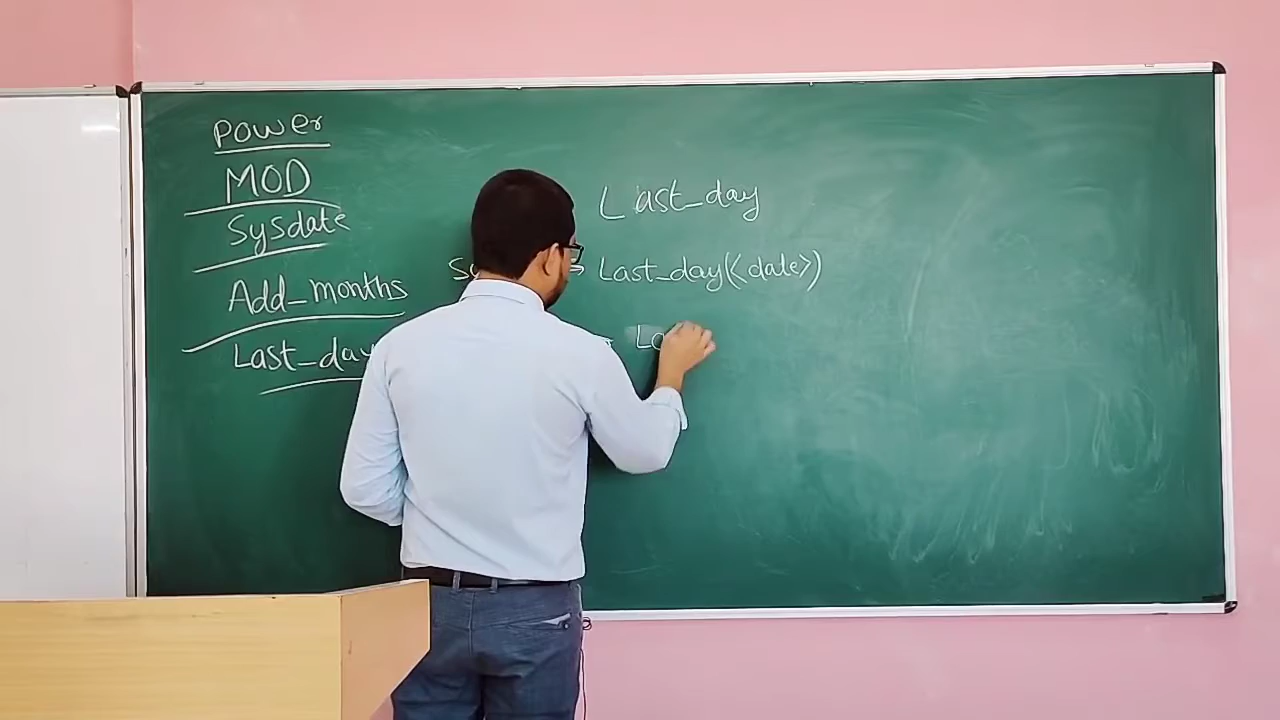 Power
MOD
Sysdate
Add_months
Last_day
Last_day
Last_day(<date>)